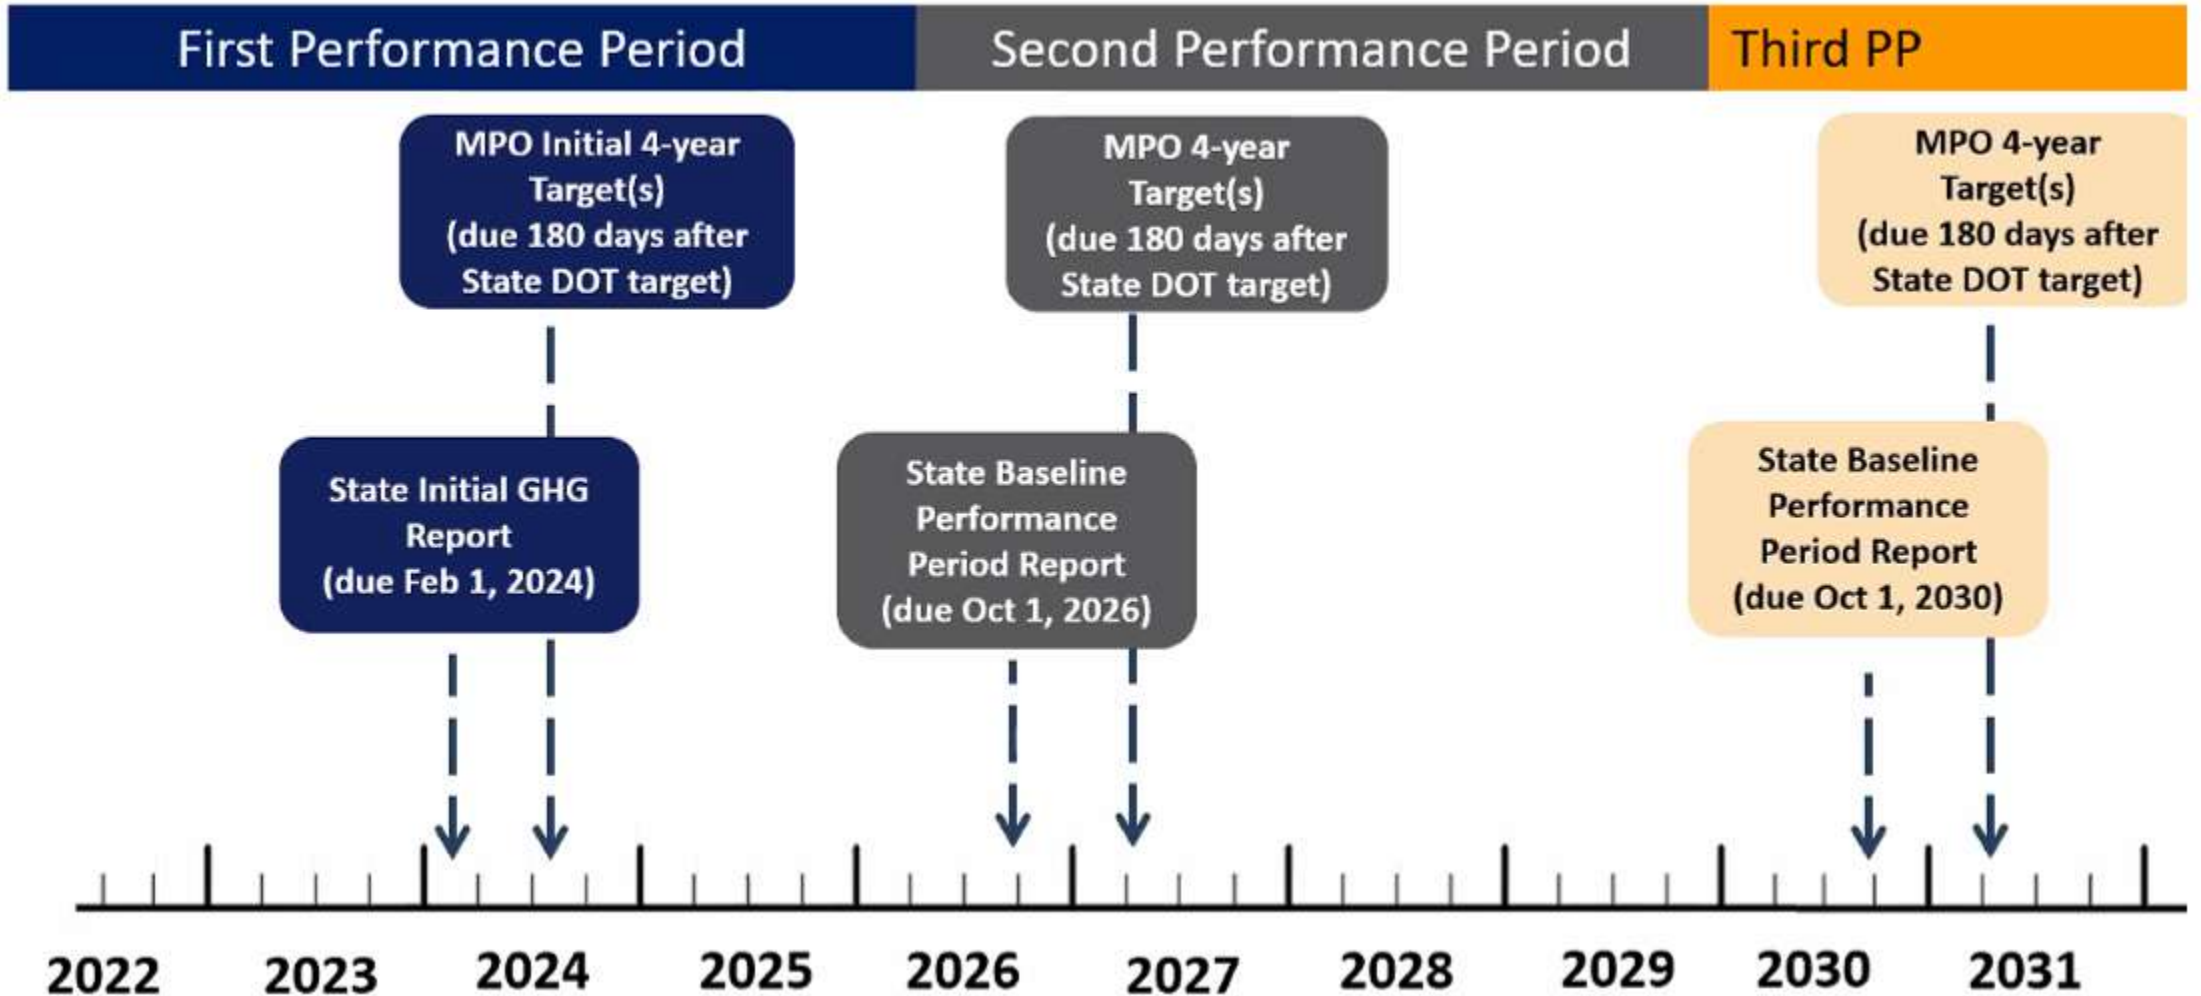 First Performance Period
Second Performance Period
Third PP
MPO Initial 4-year
Target(s)
(due 180 days after
State DOT target)
MPO 4-year
Target(s)
(due 180 days after
State DOT target)
MPO 4-year
Target(s)
(due 180 days after
State DOT target)
State Initial GHG
Report
(due Feb 1, 2024)
State Baseline
Performance
Period Report
(due Oct 1, 2026)
State Baseline
Performance
Period Report
(due Oct 1, 2030)
2022
2023
2024
2025
2026
2027
2028
2029
2030
2031